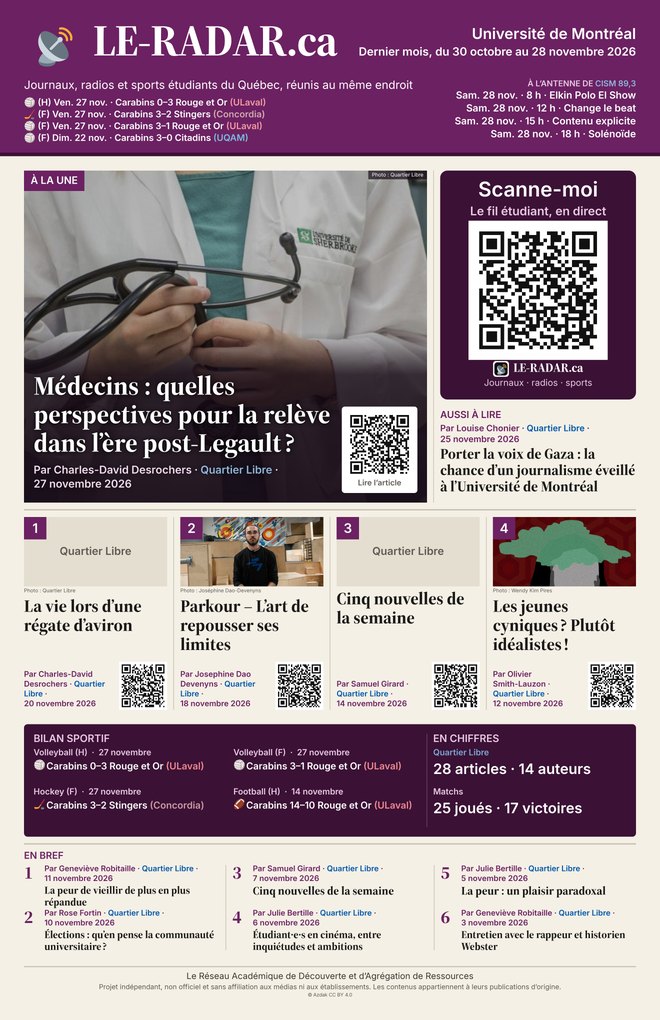 LE-RADAR.ca
Université de Montréal
Dernier mois, du 30 octobre au 28 novembre 2026
Journaux, radios et sports étudiants du Québec, réunis au même endroit
(H) Ven. 27 nov. · Carabins 0–3 Rouge et Or (ULaval)
(F) Ven. 27 nov. · Carabins 3–2 Stingers (Concordia)
(F) Ven. 27 nov. · Carabins 3–1 Rouge et Or (ULaval)
(F) Dim. 22 nov. · Carabins 3–0 Citadins (UQAM)
À L'ANTENNE DE CISM 89,3
Sam. 28 nov. · 8 h · Elkin Polo El Show
Sam. 28 nov. · 12 h · Change le beat
Sam. 28 nov. · 15 h · Contenu explicite
Sam. 28 nov. · 18 h · Solénoïde
À LA UNE
Photo : Quartier Libre
UNIVERSITÉ DE
SHERBROOKE
Médecins : quelles
perspectives pour la relève
dans l'ère post-Legault ?
Par Charles-David Desrochers · Quartier Libre ·
27 novembre 2026
Lire l'article
Scanne-moi
Le fil étudiant, en direct
LE-RADAR.ca
Journaux · radios · sports
AUSSI À LIRE
Par Louise Chonier · Quartier Libre ·
25 novembre 2026
Porter la voix de Gaza : la
chance d'un journalisme éveillé
à l'Université de Montréal
1
Quartier Libre
Photo : Quartier Libre
La vie lors d'une
régate d'aviron
Par Charles-David
Desrochers · Quartier
Libre ·
20 novembre 2026
2
Photo : Joséphine Dao-Devenyns
Parkour – L'art de
repousser ses
limites
Par Josephine Dao
Devenyns · Quartier
Libre ·
18 novembre 2026
3
Quartier Libre
Cinq nouvelles de
la semaine
Par Samuel Girard ·
Quartier Libre ·
14 novembre 2026
4
Photo : Wendy Kim Pires
Les jeunes
cyniques ? Plutôt
idéalistes !
Par Olivier
Smith-Lauzon ·
Quartier Libre ·
12 novembre 2026
BILAN SPORTIF
Volleyball (H) · 27 novembre
Carabins 0–3 Rouge et Or (ULaval)
Volleyball (F) · 27 novembre
Carabins 3–1 Rouge et Or (ULaval)
Hockey (F) · 27 novembre
Carabins 3–2 Stingers (Concordia)
Football (H) · 14 novembre
Carabins 14–10 Rouge et Or (ULaval)
EN CHIFFRES
Quartier Libre
28 articles · 14 auteurs
Matchs
25 joués · 17 victoires
EN BREF
1
Par Geneviève Robitaille · Quartier Libre ·
11 novembre 2026
La peur de vieillir de plus en plus
répandue
2
Par Rose Fortin · Quartier Libre ·
10 novembre 2026
Élections : qu'en pense la communauté
universitaire ?
3
Par Samuel Girard · Quartier Libre ·
7 novembre 2026
Cinq nouvelles de la semaine
4
Par Julie Bertille · Quartier Libre ·
6 novembre 2026
Étudiant·e·s en cinéma, entre
inquiétudes et ambitions
5
Par Julie Bertille · Quartier Libre ·
5 novembre 2026
La peur : un plaisir paradoxal
6
Par Geneviève Robitaille · Quartier Libre ·
3 novembre 2026
Entretien avec le rappeur et historien
Webster
Le Réseau Académique de Découverte et d'Agrégation de Ressources
Projet indépendant, non officiel et sans affiliation aux médias ni aux établissements. Les contenus appartiennent à leurs publications d'origine.
© Azdak CC BY 4.0